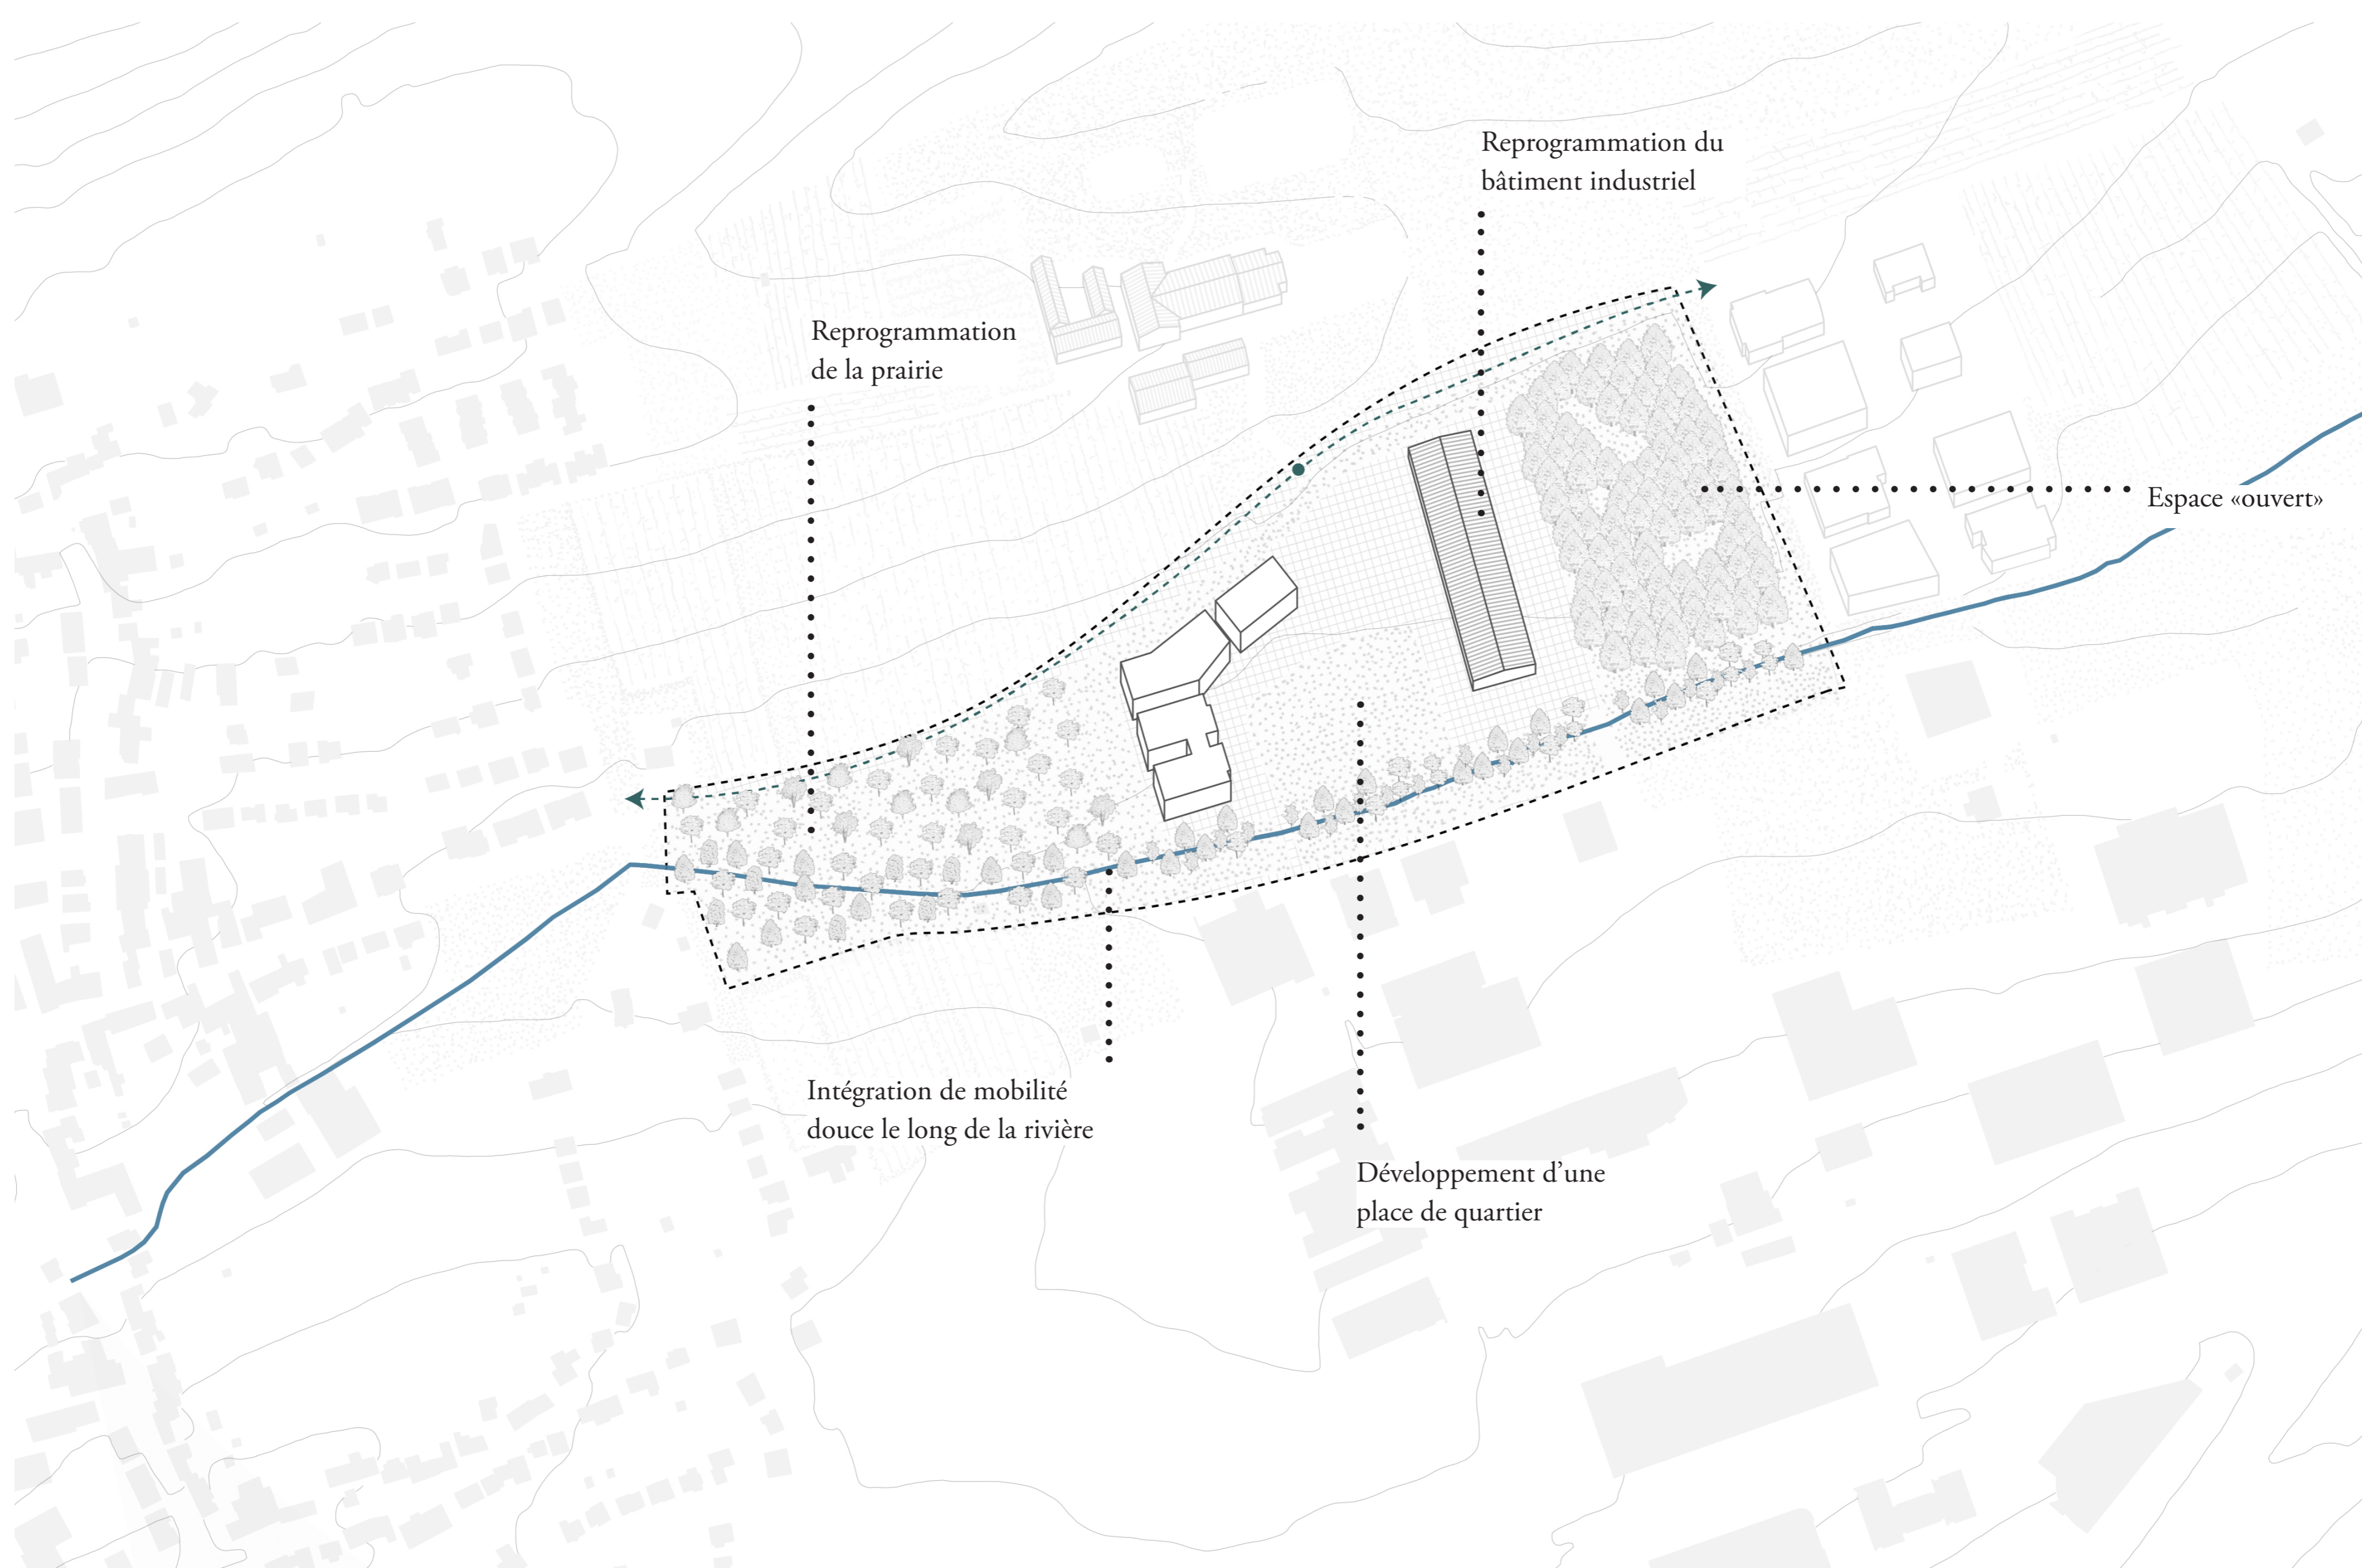 Reprogrammation du
bâtiment industriel
Reprogrammation
de la prairie
Espace «ouvert»
Intégration de mobilité
douce le long de la rivière
Développement d’une
place de quartier